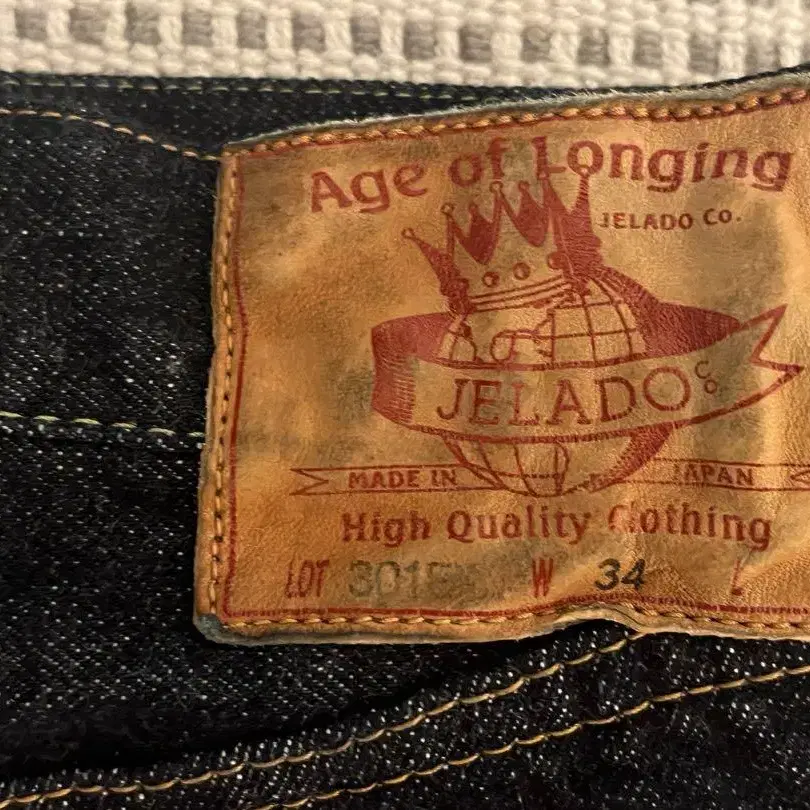 Age of Longing
JELADO Co.
JELADO Co
MADE IN JAPAN
High Quality Clothing
LOT W 34 L